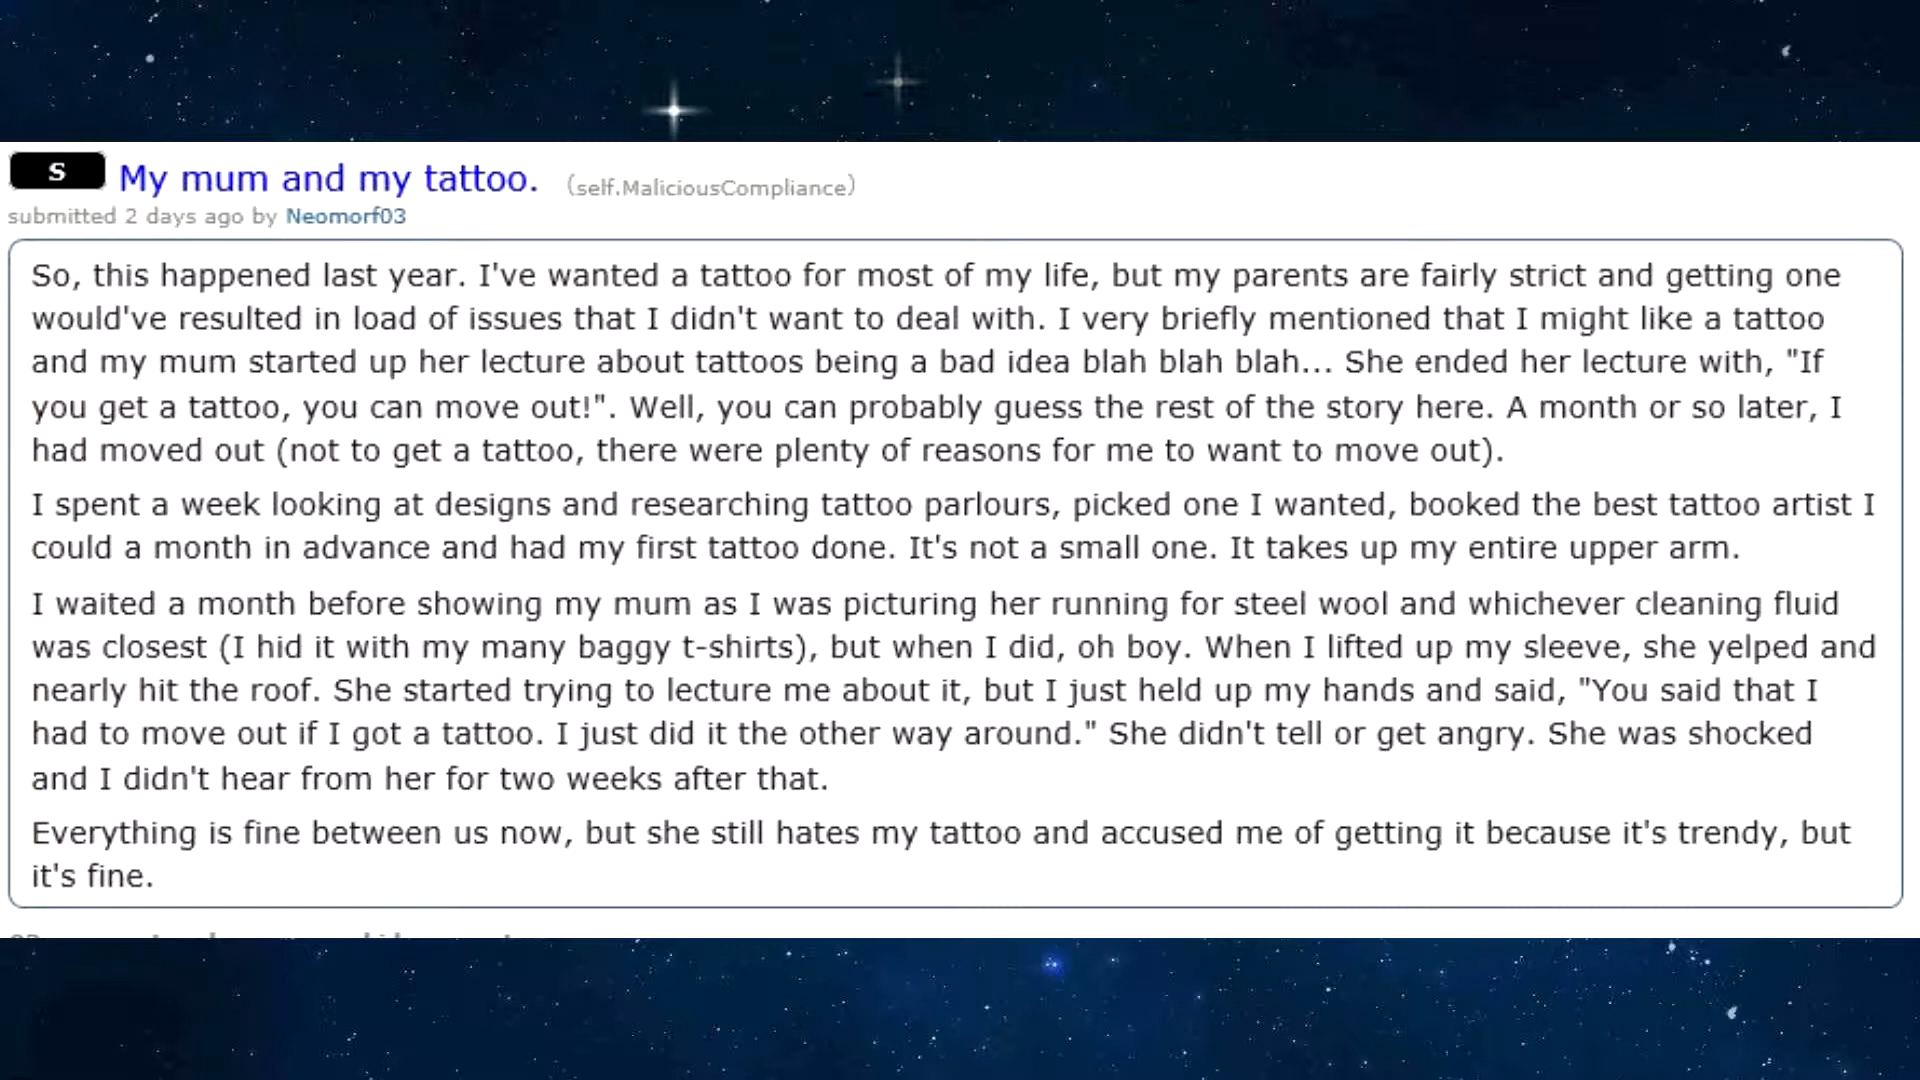 S My mum and my tattoo. (self.MaliciousCompliance)
submitted 2 days ago by Neomorf03
So, this happened last year. I've wanted a tattoo for most of my life, but my parents are fairly strict and getting one
would've resulted in load of issues that I didn't want to deal with. I very briefly mentioned that I might like a tattoo
and my mum started up her lecture about tattoos being a bad idea blah blah blah... She ended her lecture with, "If
you get a tattoo, you can move out!". Well, you can probably guess the rest of the story here. A month or so later, I
had moved out (not to get a tattoo, there were plenty of reasons for me to want to move out).
I spent a week looking at designs and researching tattoo parlours, picked one I wanted, booked the best tattoo artist I
could a month in advance and had my first tattoo done. It's not a small one. It takes up my entire upper arm.
I waited a month before showing my mum as I was picturing her running for steel wool and whichever cleaning fluid
was closest (I hid it with my many baggy t-shirts), but when I did, oh boy. When I lifted up my sleeve, she yelped and
nearly hit the roof. She started trying to lecture me about it, but I just held up my hands and said, "You said that I
had to move out if I got a tattoo. I just did it the other way around." She didn't tell or get angry. She was shocked
and I didn't hear from her for two weeks after that.
Everything is fine between us now, but she still hates my tattoo and accused me of getting it because it's trendy, but
it's fine.